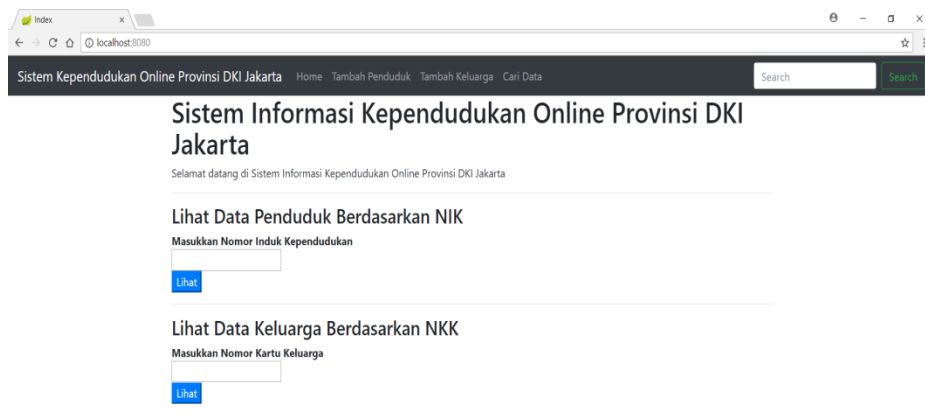 Index
localhost:8080
Sistem Kependudukan Online Provinsi DKI Jakarta Home Tambah Penduduk Tambah Keluarga Cari Data Search Search
Sistem Informasi Kependudukan Online Provinsi DKI
Jakarta
Selamat datang di Sistem Informasi Kependudukan Online Provinsi DKI Jakarta
Lihat Data Penduduk Berdasarkan NIK
Masukkan Nomor Induk Kependudukan
Lihat
Lihat Data Keluarga Berdasarkan NKK
Masukkan Nomor Kartu Keluarga
Lihat